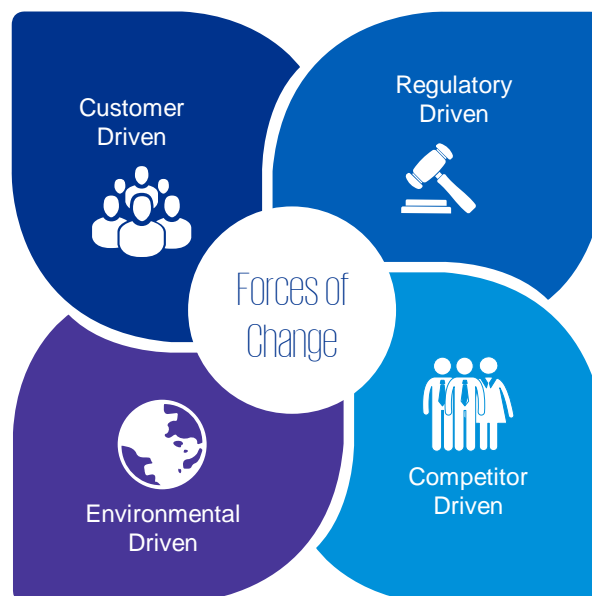 Customer
Driven
Regulatory
Driven
Forces of
Change
Environmental
Driven
Competitor
Driven